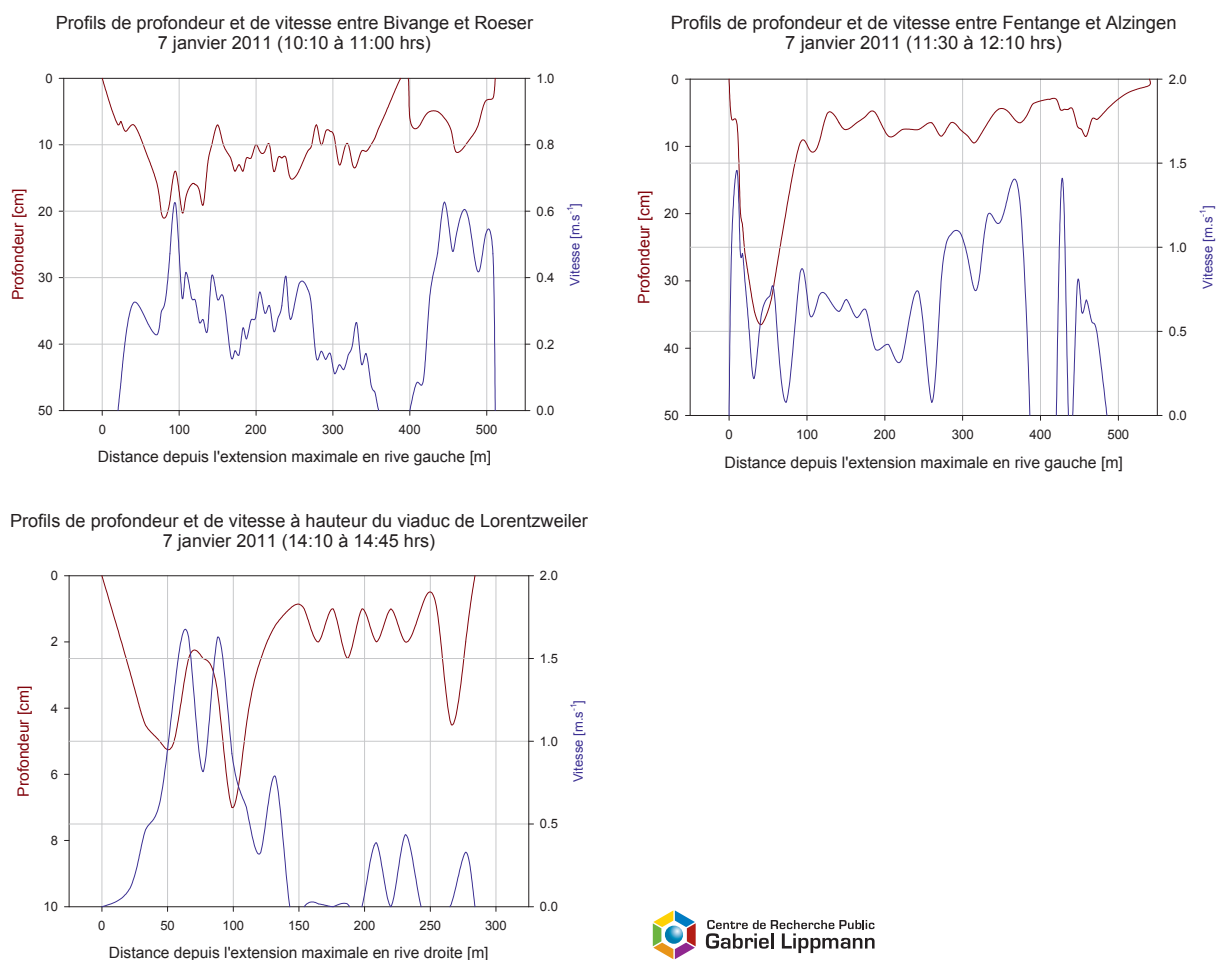 Profils de profondeur et de vitesse entre Bivange et Roeser
7 janvier 2011 (10:10 à 11:00 hrs)
0
10
20
30
40
50
Profondeur [cm]
1.0
0.8
0.6
0.4
0.2
0.0
Vitesse [m.s⁻¹]
0 100 200 300 400 500
Distance depuis l'extension maximale en rive gauche [m]
Profils de profondeur et de vitesse entre Fentange et Alzingen
7 janvier 2011 (11:30 à 12:10 hrs)
0
10
20
30
40
50
Profondeur [cm]
2.0
1.5
1.0
0.5
0.0
Vitesse [m.s⁻¹]
0 100 200 300 400 500
Distance depuis l'extension maximale en rive gauche [m]
Profils de profondeur et de vitesse à hauteur du viaduc de Lorentzweiler
7 janvier 2011 (14:10 à 14:45 hrs)
0
2
4
6
8
10
Profondeur [cm]
2.0
1.5
1.0
0.5
0.0
Vitesse [m.s⁻¹]
0 50 100 150 200 250 300
Distance depuis l'extension maximale en rive droite [m]
Centre de Recherche Public
Gabriel Lippmann